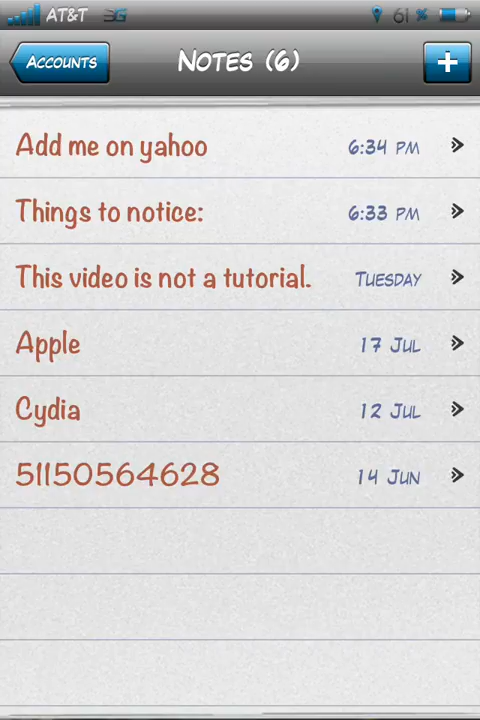 AT&T 3G 61 %
Accounts Notes (6) +
Add me on yahoo 6:34 PM
Things to notice: 6:33 PM
This video is not a tutorial. Tuesday
Apple 17 Jul
Cydia 12 Jul
51150564628 14 Jun